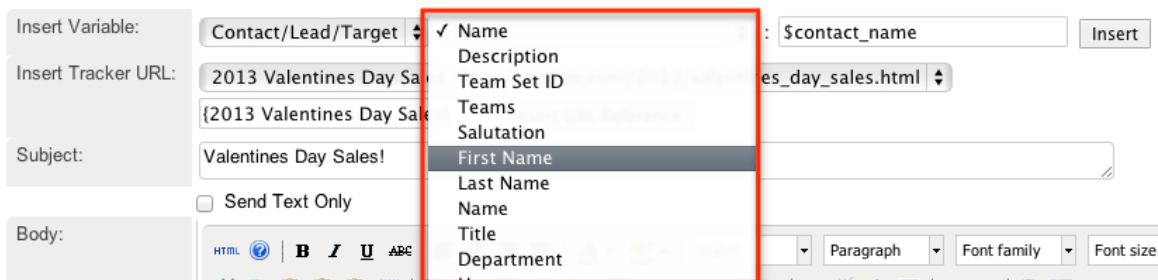 Insert Variable: Contact/Lead/Target ✓ Name : $contact_name Insert
Description
Insert Tracker URL: 2013 Valentines Day Sa es_day_sales.html
Team Set ID
Teams
{2013 Valentines Day Sale
Salutation
Subject: Valentines Day Sales! First Name
Last Name
Send Text Only Name
Body: Title
HTML B I U ABC Department Paragraph Font family Font size